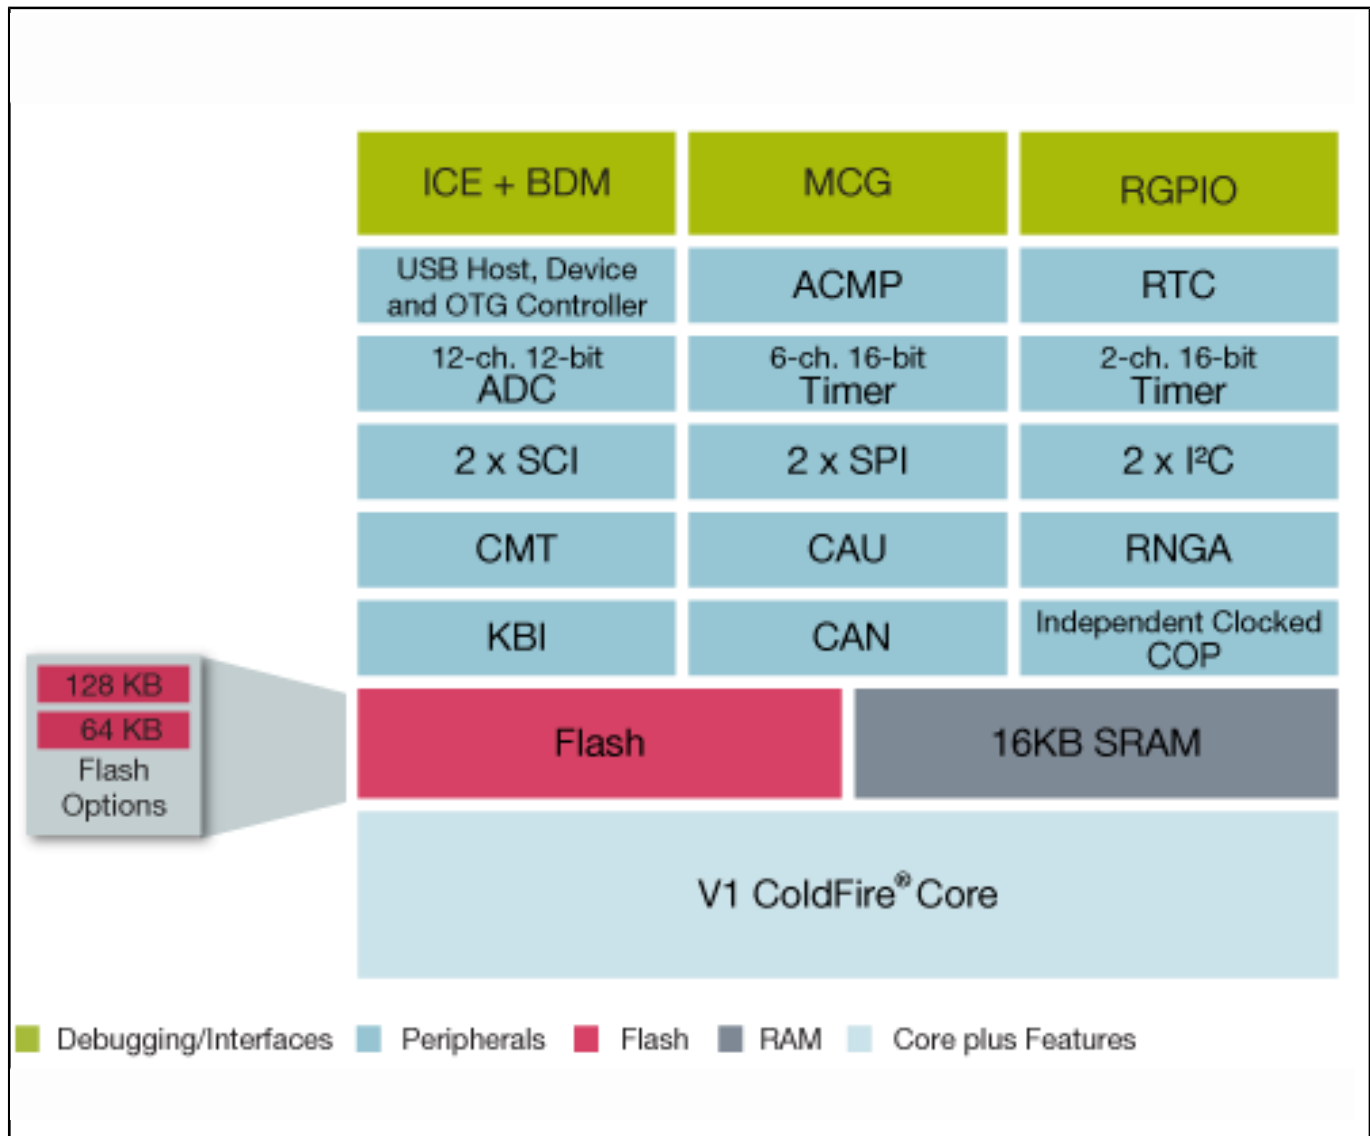 ICE + BDM
MCG
RGPIO
USB Host, Device
and OTG Controller
ACMP
RTC
12-ch. 12-bit
ADC
6-ch. 16-bit
Timer
2-ch. 16-bit
Timer
2 x SCI
2 x SPI
2 x I²C
CMT
CAU
RNGA
KBI
CAN
Independent Clocked
COP
128 KB
64 KB
Flash
Options
Flash
16KB SRAM
V1 ColdFire® Core
Debugging/Interfaces
Peripherals
Flash
RAM
Core plus Features